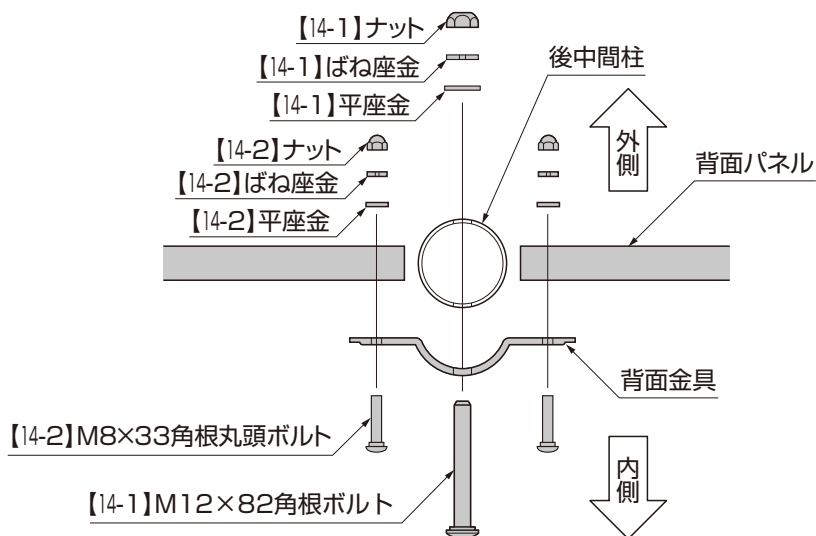 【14-1】ナット
【14-1】ばね座金
【14-1】平座金
後中間柱
外側
【14-2】ナット
【14-2】ばね座金
【14-2】平座金
背面パネル
背面金具
【14-2】M8×33角根丸頭ボルト
【14-1】M12×82角根ボルト
内側